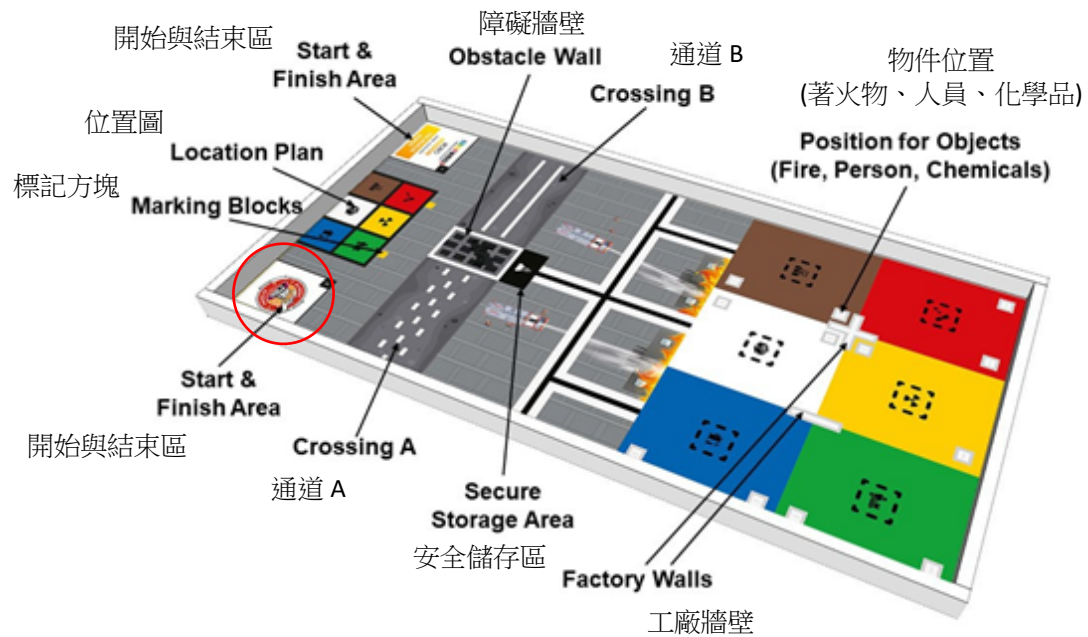 開始與結束區
Start &
Finish Area
障礙牆壁
Obstacle Wall
通道 B
Crossing B
物件位置
(著火物、人員、化學品)
Position for Objects
(Fire, Person, Chemicals)
位置圖
Location Plan
標記方塊
Marking Blocks
Start &
Finish Area
開始與結束區
Crossing A
通道 A
Secure
Storage Area
安全儲存區
Factory Walls
工廠牆壁